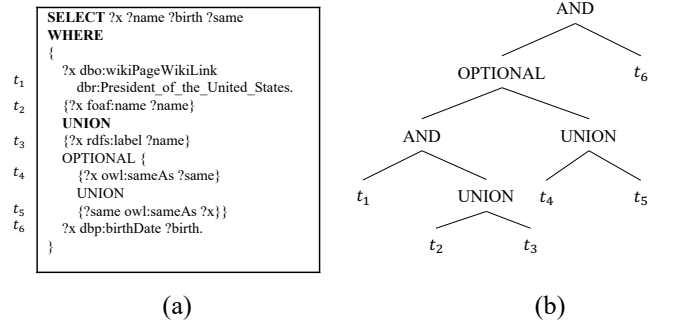 SELECT ?x ?name ?birth ?same
WHERE
{
t₁ ?x dbo:wikiPageWikiLink
dbr:President_of_the_United_States.
t₂ {?x foaf:name ?name}
UNION
t₃ {?x rdfs:label ?name}
OPTIONAL {
t₄ {?x owl:sameAs ?same}
UNION
t₅ {?same owl:sameAs ?x}}
t₆ ?x dbp:birthDate ?birth.
}
(a)
AND
OPTIONAL t₆
AND UNION
t₁ UNION t₄ t₅
t₂ t₃
(b)